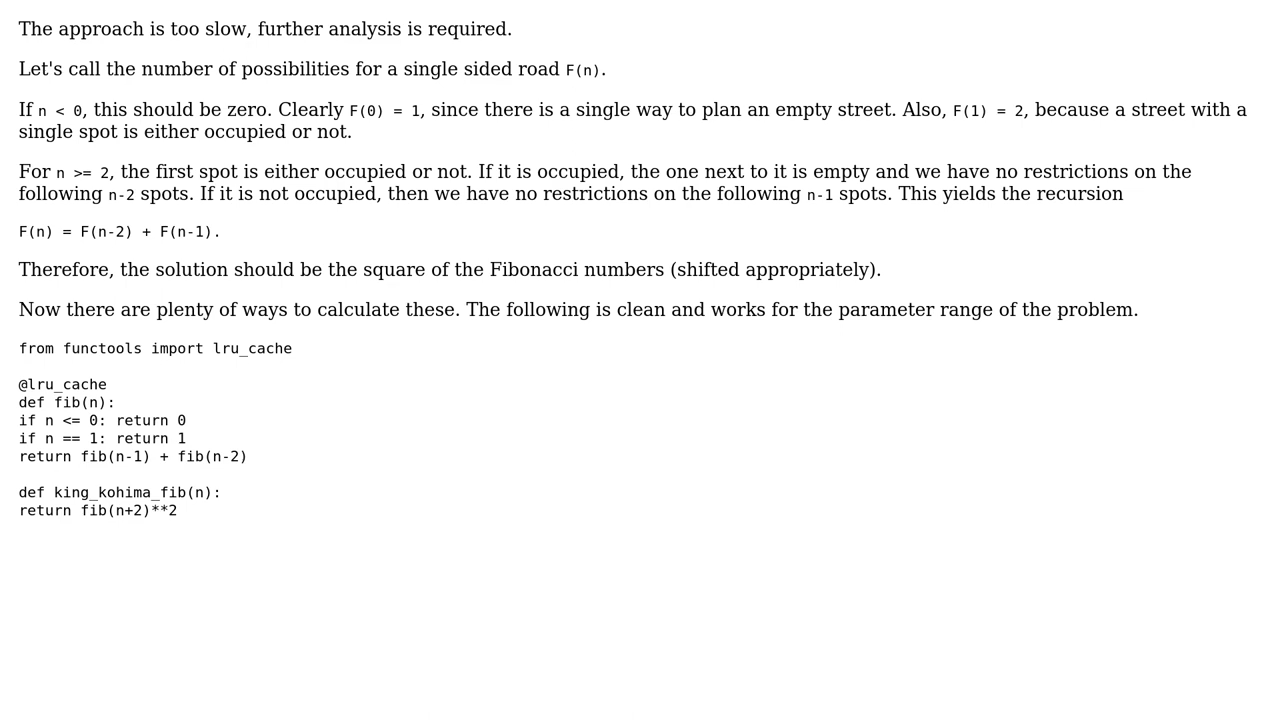 The approach is too slow, further analysis is required.
Let's call the number of possibilities for a single sided road F(n).
If n < 0, this should be zero. Clearly F(0) = 1, since there is a single way to plan an empty street. Also, F(1) = 2, because a street with a
single spot is either occupied or not.
For n >= 2, the first spot is either occupied or not. If it is occupied, the one next to it is empty and we have no restrictions on the
following n-2 spots. If it is not occupied, then we have no restrictions on the following n-1 spots. This yields the recursion
F(n) = F(n-2) + F(n-1).
Therefore, the solution should be the square of the Fibonacci numbers (shifted appropriately).
Now there are plenty of ways to calculate these. The following is clean and works for the parameter range of the problem.
from functools import lru_cache
@lru_cache
def fib(n):
if n <= 0: return 0
if n == 1: return 1
return fib(n-1) + fib(n-2)
def king_kohima_fib(n):
return fib(n+2)**2